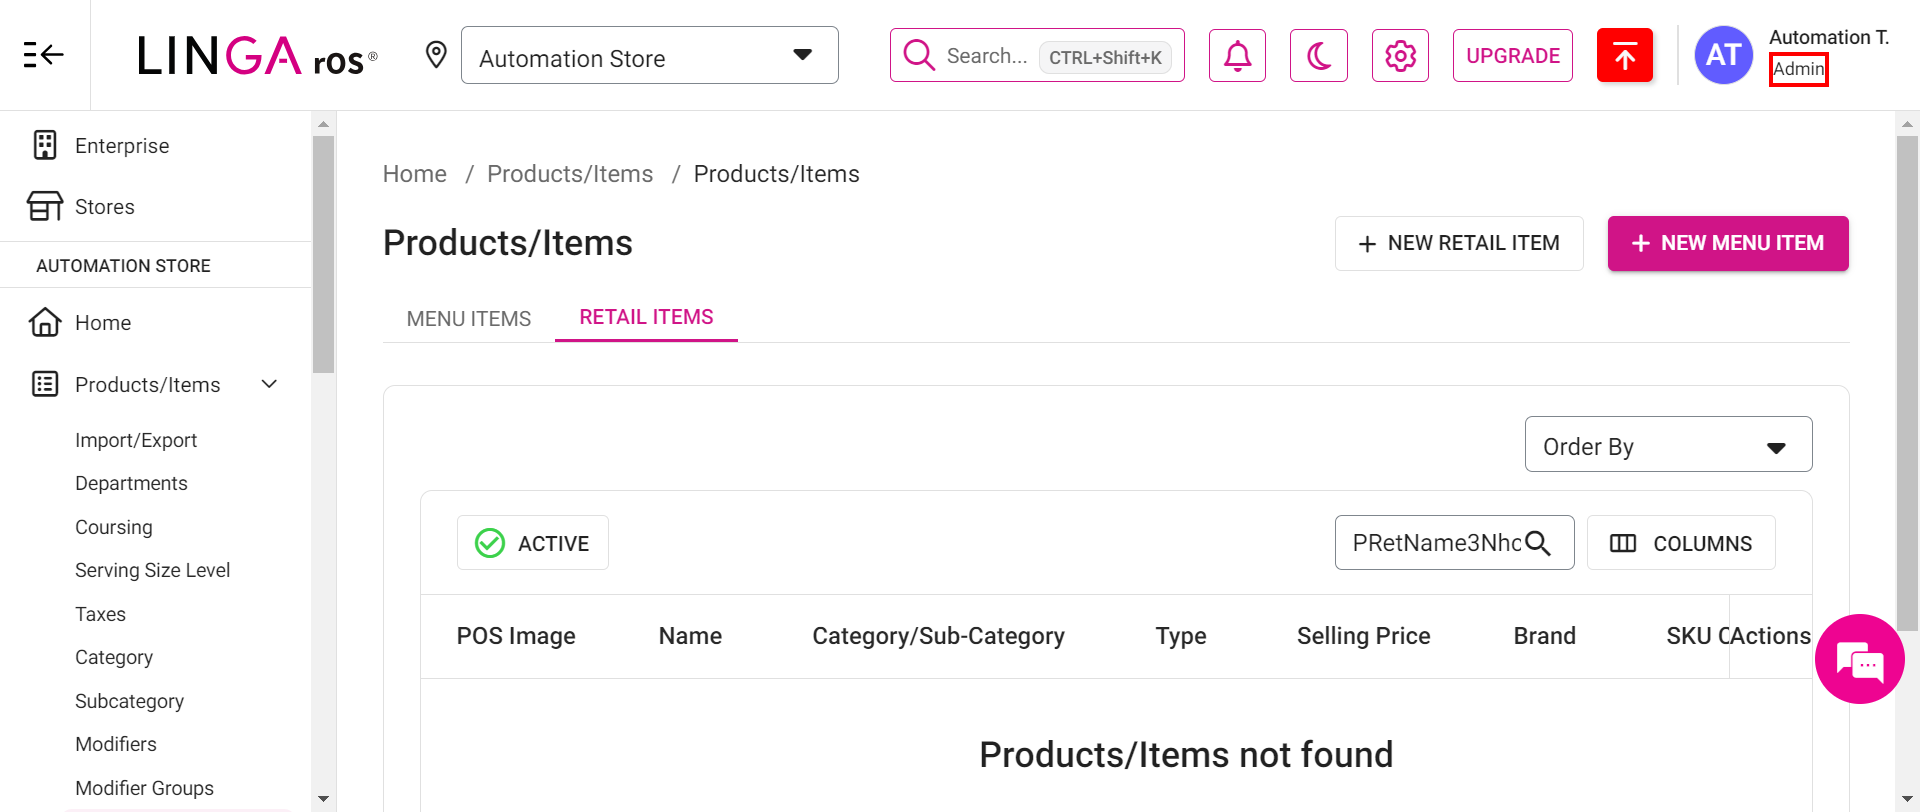 LINGA ros®
Automation Store
Search... CTRL+Shift+K
UPGRADE
AT
Automation T.
Admin
Enterprise
Stores
AUTOMATION STORE
Home
Products/Items
Import/Export
Departments
Coursing
Serving Size Level
Taxes
Category
Subcategory
Modifiers
Modifier Groups
Home / Products/Items / Products/Items
Products/Items
+ NEW RETAIL ITEM
+ NEW MENU ITEM
MENU ITEMS
RETAIL ITEMS
Order By
ACTIVE
PRetName3Nhc
COLUMNS
POS Image Name Category/Sub-Category Type Selling Price Brand SKU Actions
Products/Items not found